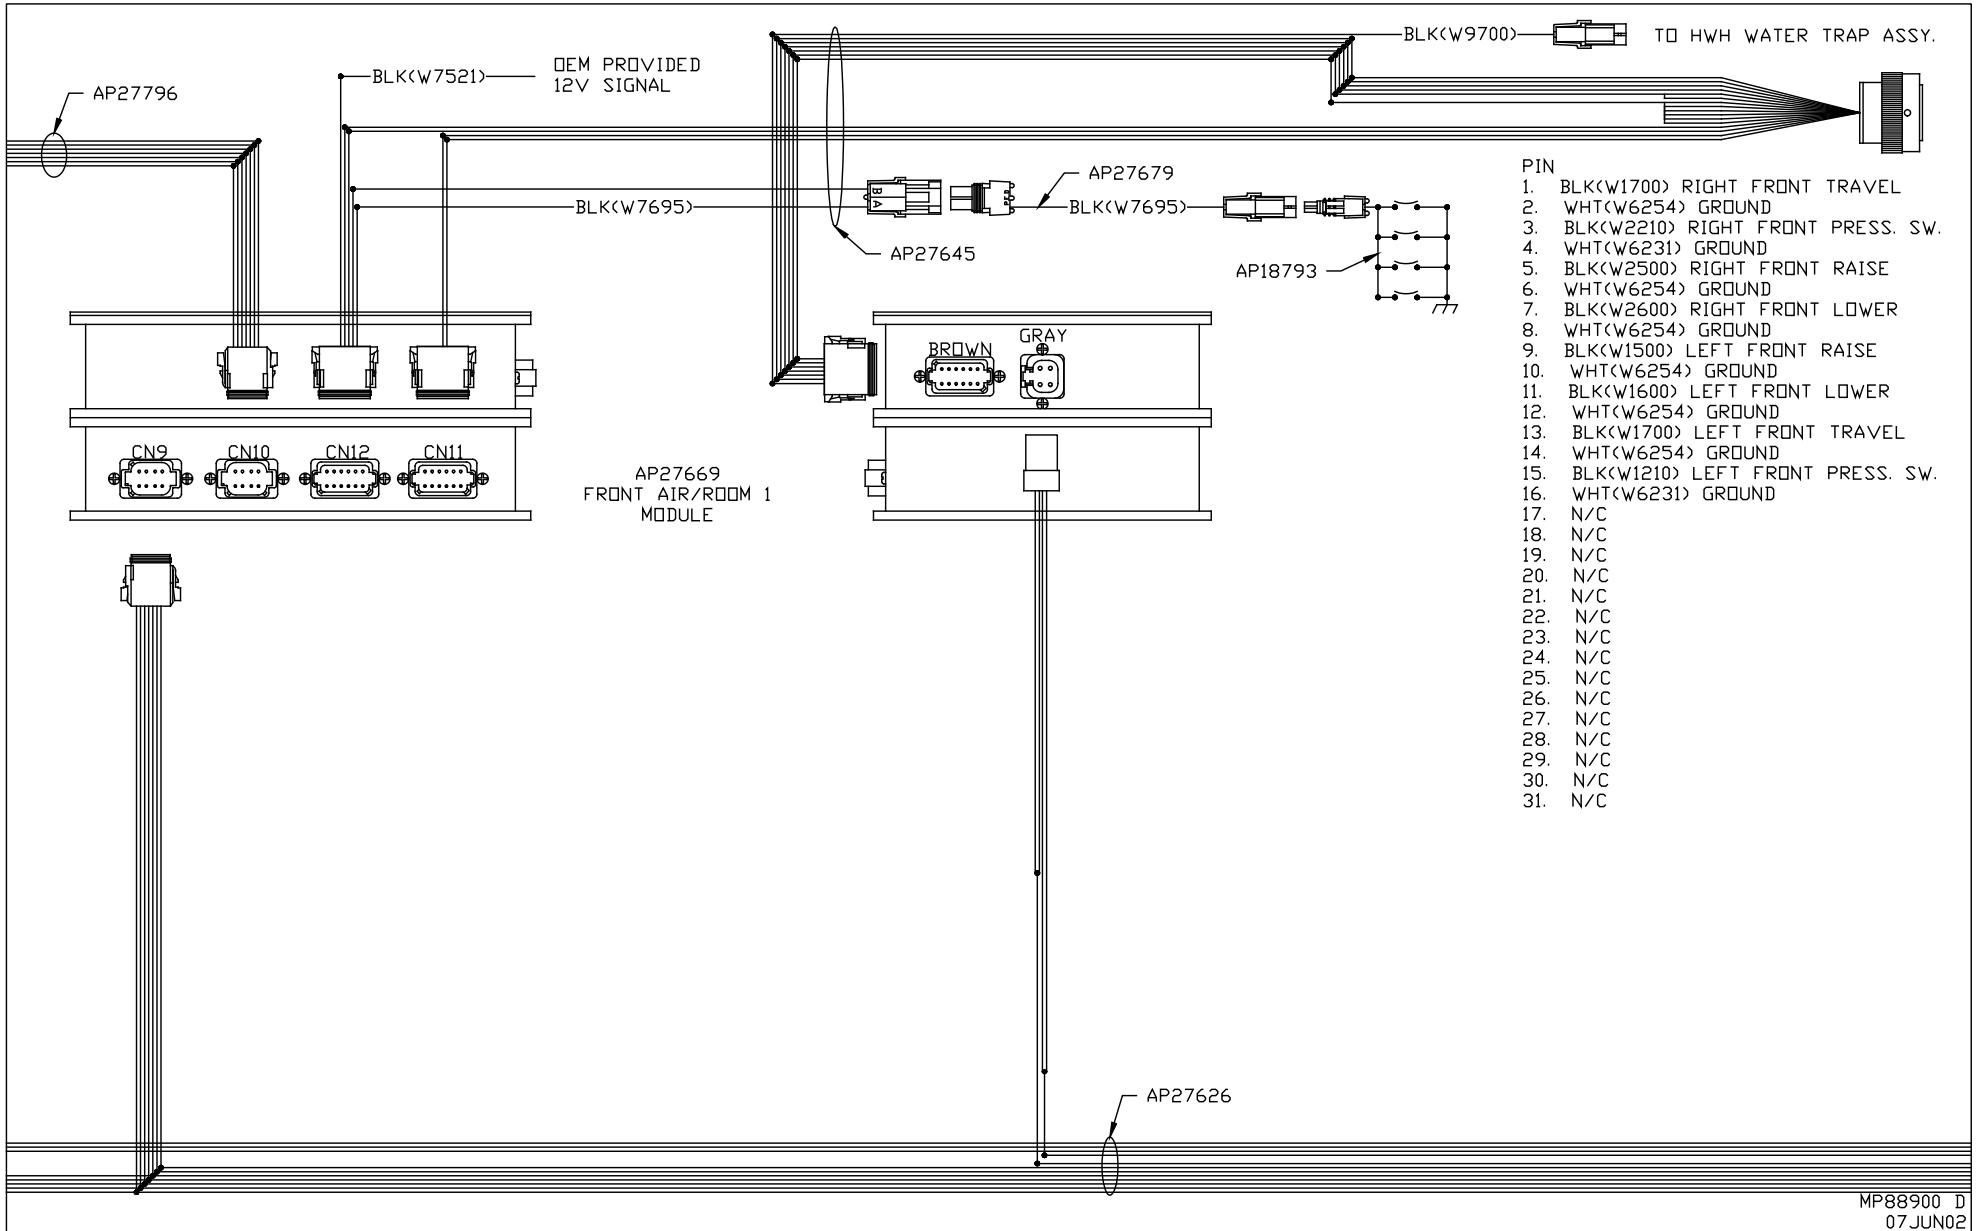 BLK(W9700)
TO HWH WATER TRAP ASSY.
OEM PROVIDED
12V SIGNAL
BLK(W7521)
AP27796
PIN
1. BLK(W1700) RIGHT FRONT TRAVEL
2. WHT(W6254) GROUND
3. BLK(W2210) RIGHT FRONT PRESS. SW.
4. WHT(W6231) GROUND
5. BLK(W2500) RIGHT FRONT RAISE
6. WHT(W6254) GROUND
7. BLK(W2600) RIGHT FRONT LOWER
8. WHT(W6254) GROUND
9. BLK(W1500) LEFT FRONT RAISE
10. WHT(W6254) GROUND
11. BLK(W1600) LEFT FRONT LOWER
12. WHT(W6254) GROUND
13. BLK(W1700) LEFT FRONT TRAVEL
14. WHT(W6254) GROUND
15. BLK(W1210) LEFT FRONT PRESS. SW.
16. WHT(W6231) GROUND
17. N/C
18. N/C
19. N/C
20. N/C
21. N/C
22. N/C
23. N/C
24. N/C
25. N/C
26. N/C
27. N/C
28. N/C
29. N/C
30. N/C
31. N/C
AP27679
B
A
BLK(W7695)
BLK(W7695)
AP27645
AP18793
BROWN
GRAY
CN9
CN10
CN12
CN11
AP27669
FRONT AIR/ROOM 1
MODULE
AP27626
MP88900 D
07JUN02